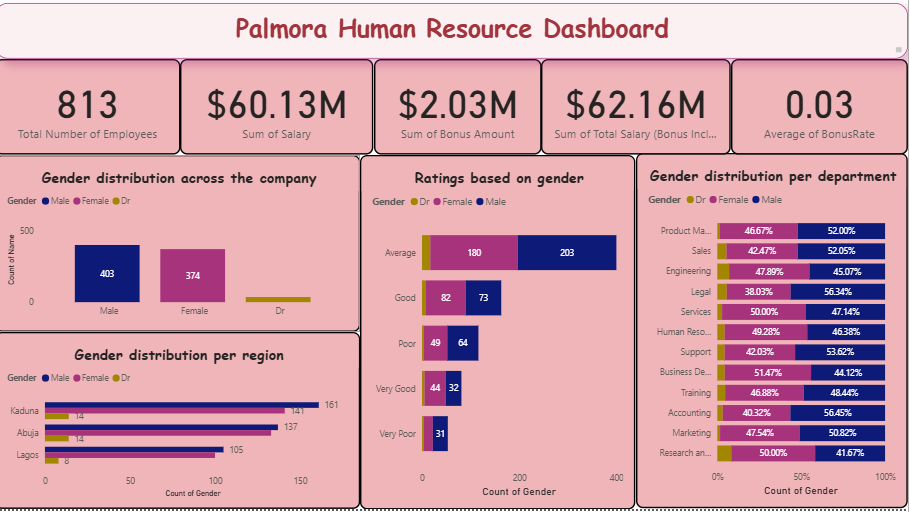 Palmora Human Resource Dashboard
813
Total Number of Employees
$60.13M
Sum of Salary
$2.03M
Sum of Bonus Amount
$62.16M
Sum of Total Salary (Bonus Incl...
0.03
Average of BonusRate
Gender distribution across the company
Gender Male Female Dr
Count of Name
500
0
403
374
Male Female Dr
Gender distribution per region
Gender Male Female Dr
Kaduna 161 141 14
Abuja 137 14
Lagos 105 8
0 50 100 150
Count of Gender
Ratings based on gender
Gender Dr Female Male
Average 180 203
Good 82 73
Poor 49 64
Very Good 44 32
Very Poor 31
0 200 400
Count of Gender
Gender distribution per department
Gender Dr Female Male
Product Ma... 46.67% 52.00%
Sales 42.47% 52.05%
Engineering 47.89% 45.07%
Legal 38.03% 56.34%
Services 50.00% 47.14%
Human Reso... 49.28% 46.38%
Support 42.03% 53.62%
Business De... 51.47% 44.12%
Training 46.88% 48.44%
Accounting 40.32% 56.45%
Marketing 47.54% 50.82%
Research an... 50.00% 41.67%
0% 50% 100%
Count of Gender